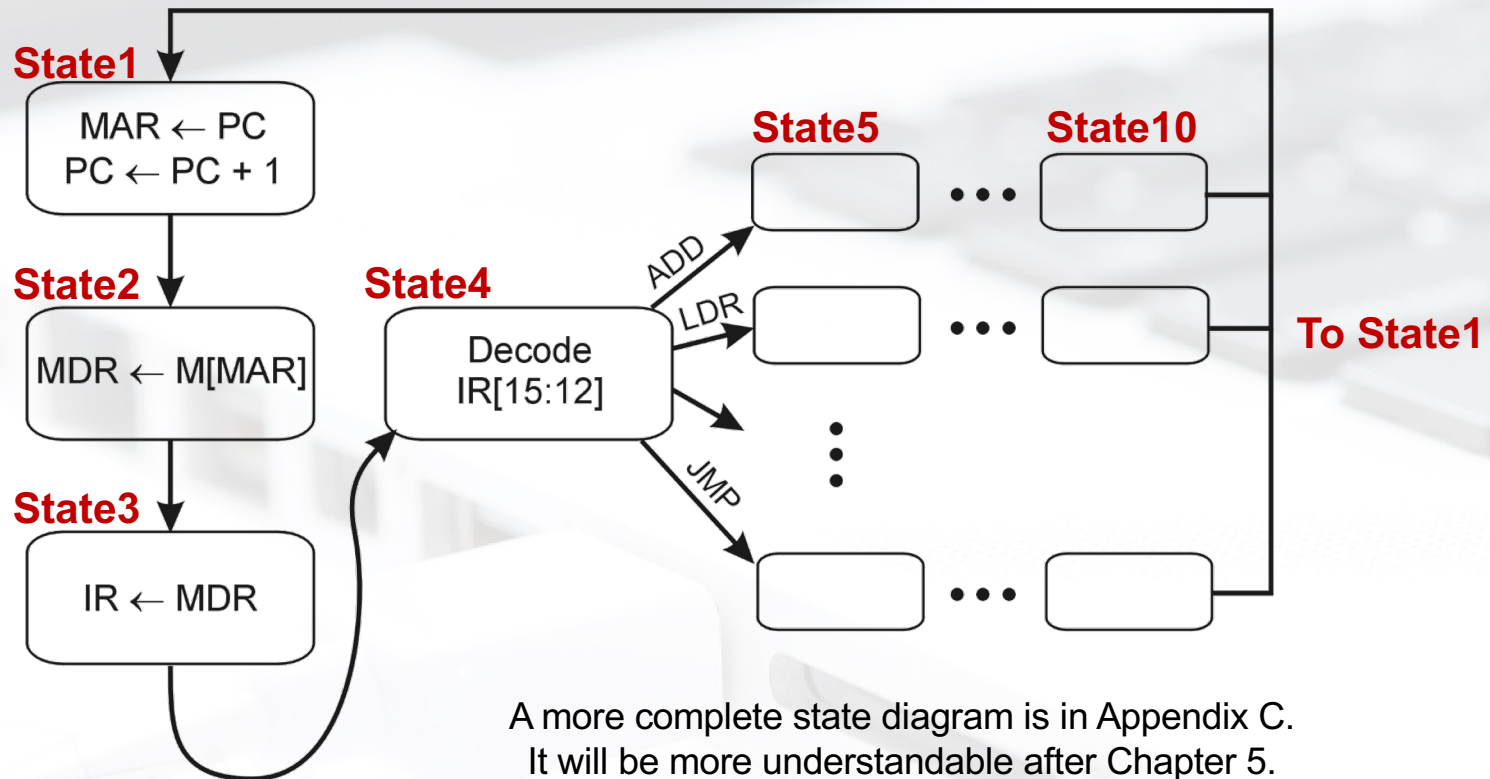 State1
MAR ← PC
PC ← PC + 1
State2
MDR ← M[MAR]
State3
IR ← MDR
State4
Decode
IR[15:12]
ADD
LDR
JMP
State5
State10
To State1
A more complete state diagram is in Appendix C.
It will be more understandable after Chapter 5.